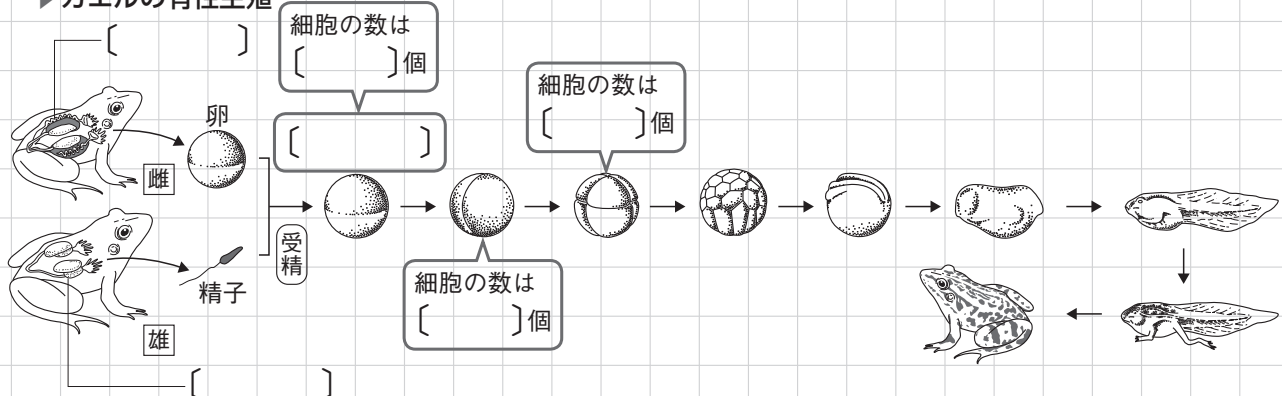 ▶カエルの有性生殖
〔　　　　〕
細胞の数は
〔　　　〕個
〔　　　　〕
卵
雌
受精
精子
雄
〔　　　　〕
細胞の数は
〔　　　〕個
細胞の数は
〔　　　〕個